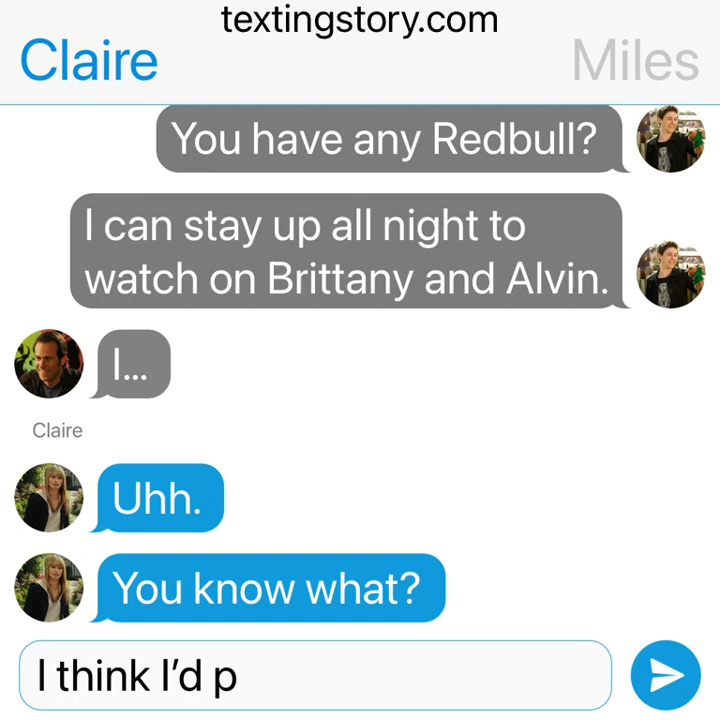 textingstory.com
Claire
Miles
You have any Redbull?
I can stay up all night to
watch on Brittany and Alvin.
I...
Claire
Uhh.
You know what?
I think I’d p